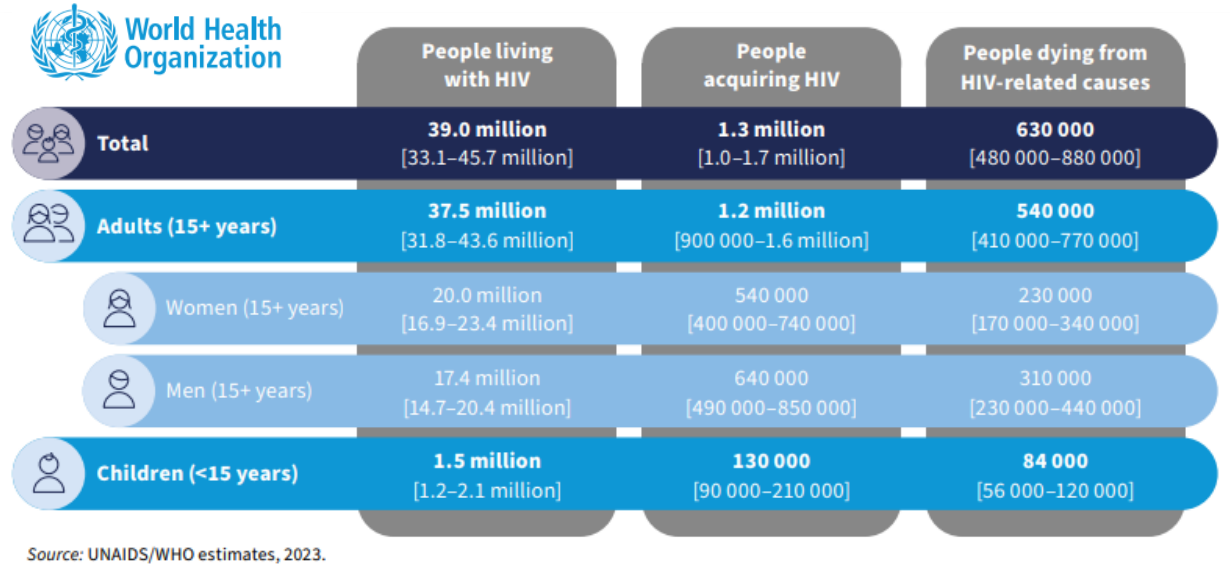 World Health
Organization
People living
with HIV
People
acquiring HIV
People dying from
HIV-related causes
Total
39.0 million
[33.1–45.7 million]
1.3 million
[1.0–1.7 million]
630 000
[480 000–880 000]
Adults (15+ years)
37.5 million
[31.8–43.6 million]
1.2 million
[900 000–1.6 million]
540 000
[410 000–770 000]
Women (15+ years)
20.0 million
[16.9–23.4 million]
540 000
[400 000–740 000]
230 000
[170 000–340 000]
Men (15+ years)
17.4 million
[14.7–20.4 million]
640 000
[490 000–850 000]
310 000
[230 000–440 000]
Children (<15 years)
1.5 million
[1.2–2.1 million]
130 000
[90 000–210 000]
84 000
[56 000–120 000]
Source: UNAIDS/WHO estimates, 2023.